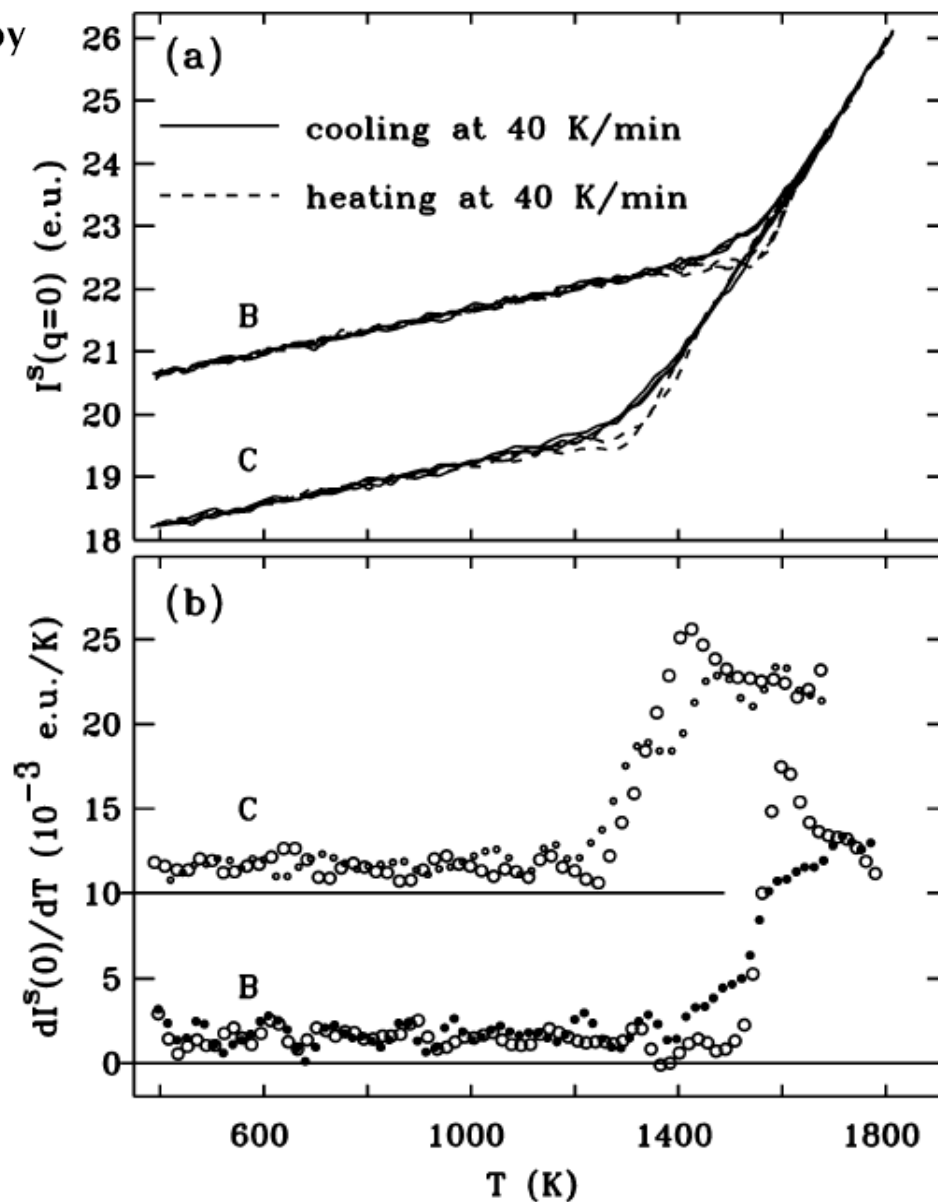 by
(a)
26
25
24
23
22
21
20
19
18
I^S(q=0) (e.u.)
cooling at 40 K/min
heating at 40 K/min
B
C
(b)
25
20
15
10
5
0
dI^S(0)/dT (10^-3 e.u./K)
C
B
600 1000 1400 1800
T (K)